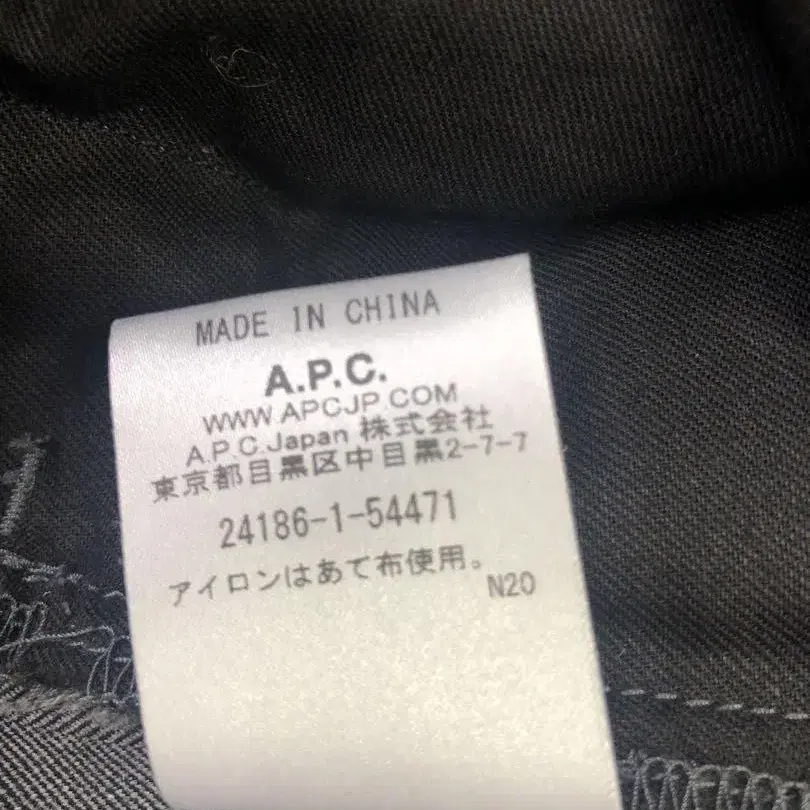 MADE IN CHINA
A.P.C.
WWW.APCJP.COM
A.P.C.Japan 株式会社
東京都目黒区中目黒2-7-7
24186-1-54471
アイロンはあて布使用。
N20